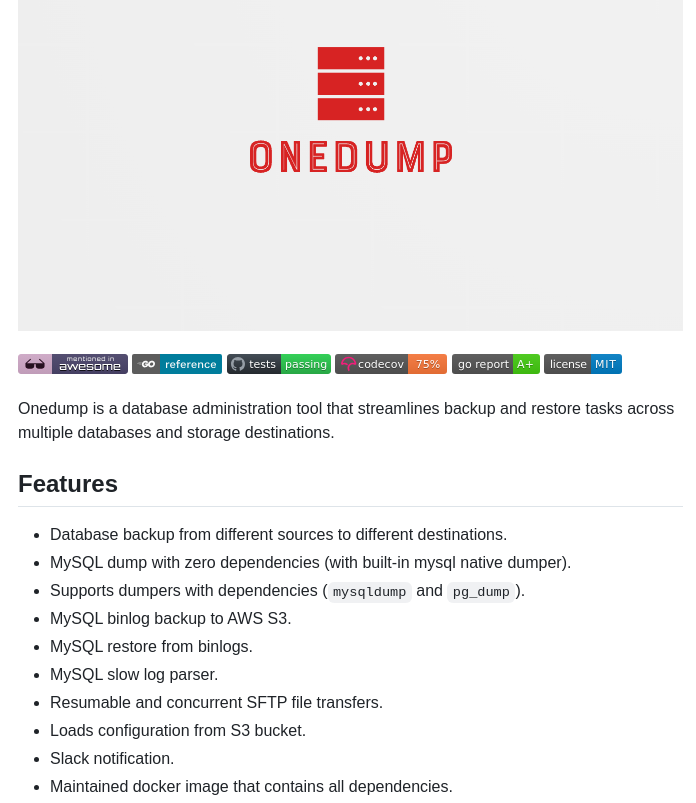 ONEDUMP
mentioned in
awesome
GO reference
tests passing
codecov 75%
go report A+
license MIT
Onedump is a database administration tool that streamlines backup and restore tasks across
multiple databases and storage destinations.
Features
Database backup from different sources to different destinations.
MySQL dump with zero dependencies (with built-in mysql native dumper).
Supports dumpers with dependencies (mysqldump and pg_dump).
MySQL binlog backup to AWS S3.
MySQL restore from binlogs.
MySQL slow log parser.
Resumable and concurrent SFTP file transfers.
Loads configuration from S3 bucket.
Slack notification.
Maintained docker image that contains all dependencies.